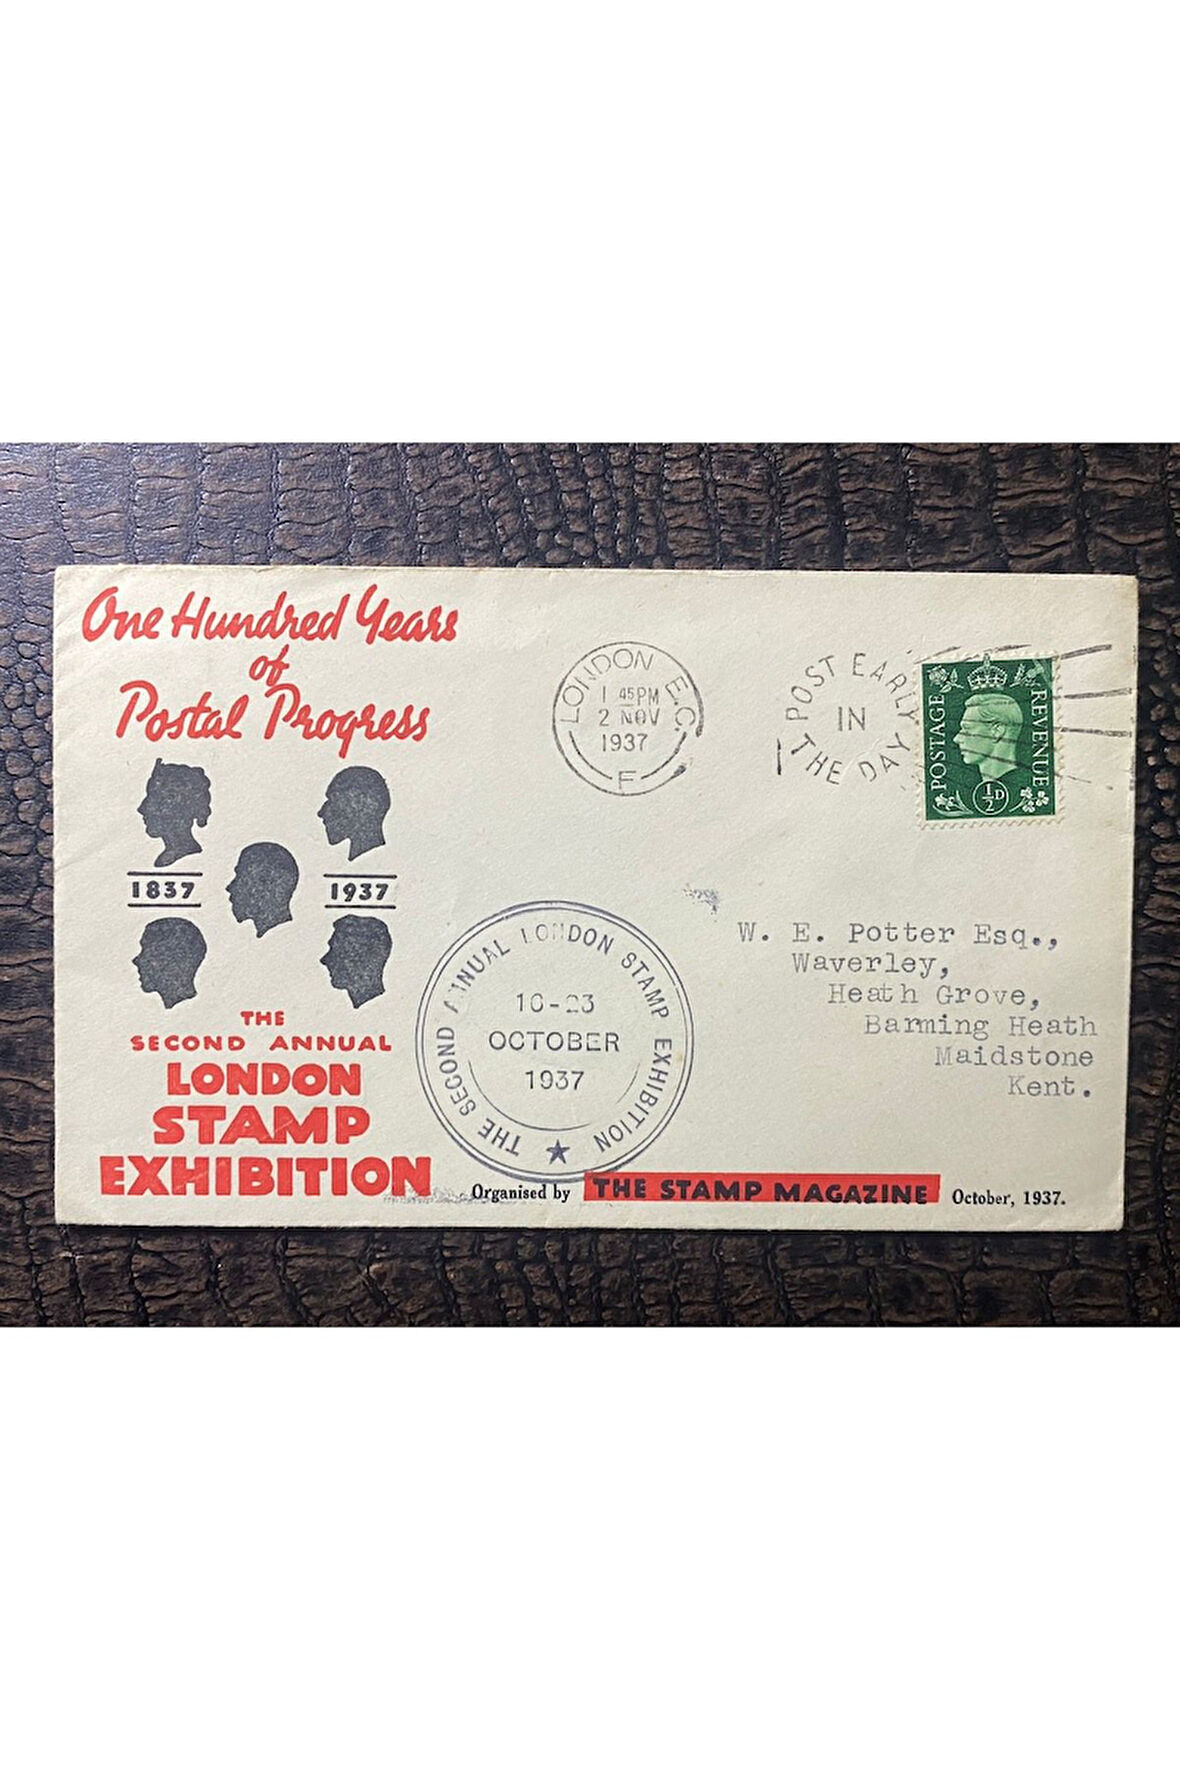 One Hundred Years
of
Postal Progress
1837
1937
THE
SECOND ANNUAL
LONDON
STAMP
EXHIBITION
LONDON E.C.
1 45PM
2 NOV
1937
F
POST EARLY
IN
THE DAY
POSTAGE
REVENUE
½D
THE SECOND ANNUAL LONDON STAMP EXHIBITION
16-23
OCTOBER
1937
W. E. Potter Esq.,
Waverley,
Heath Grove,
Barming Heath
Maidstone
Kent.
Organised by THE STAMP MAGAZINE October, 1937.